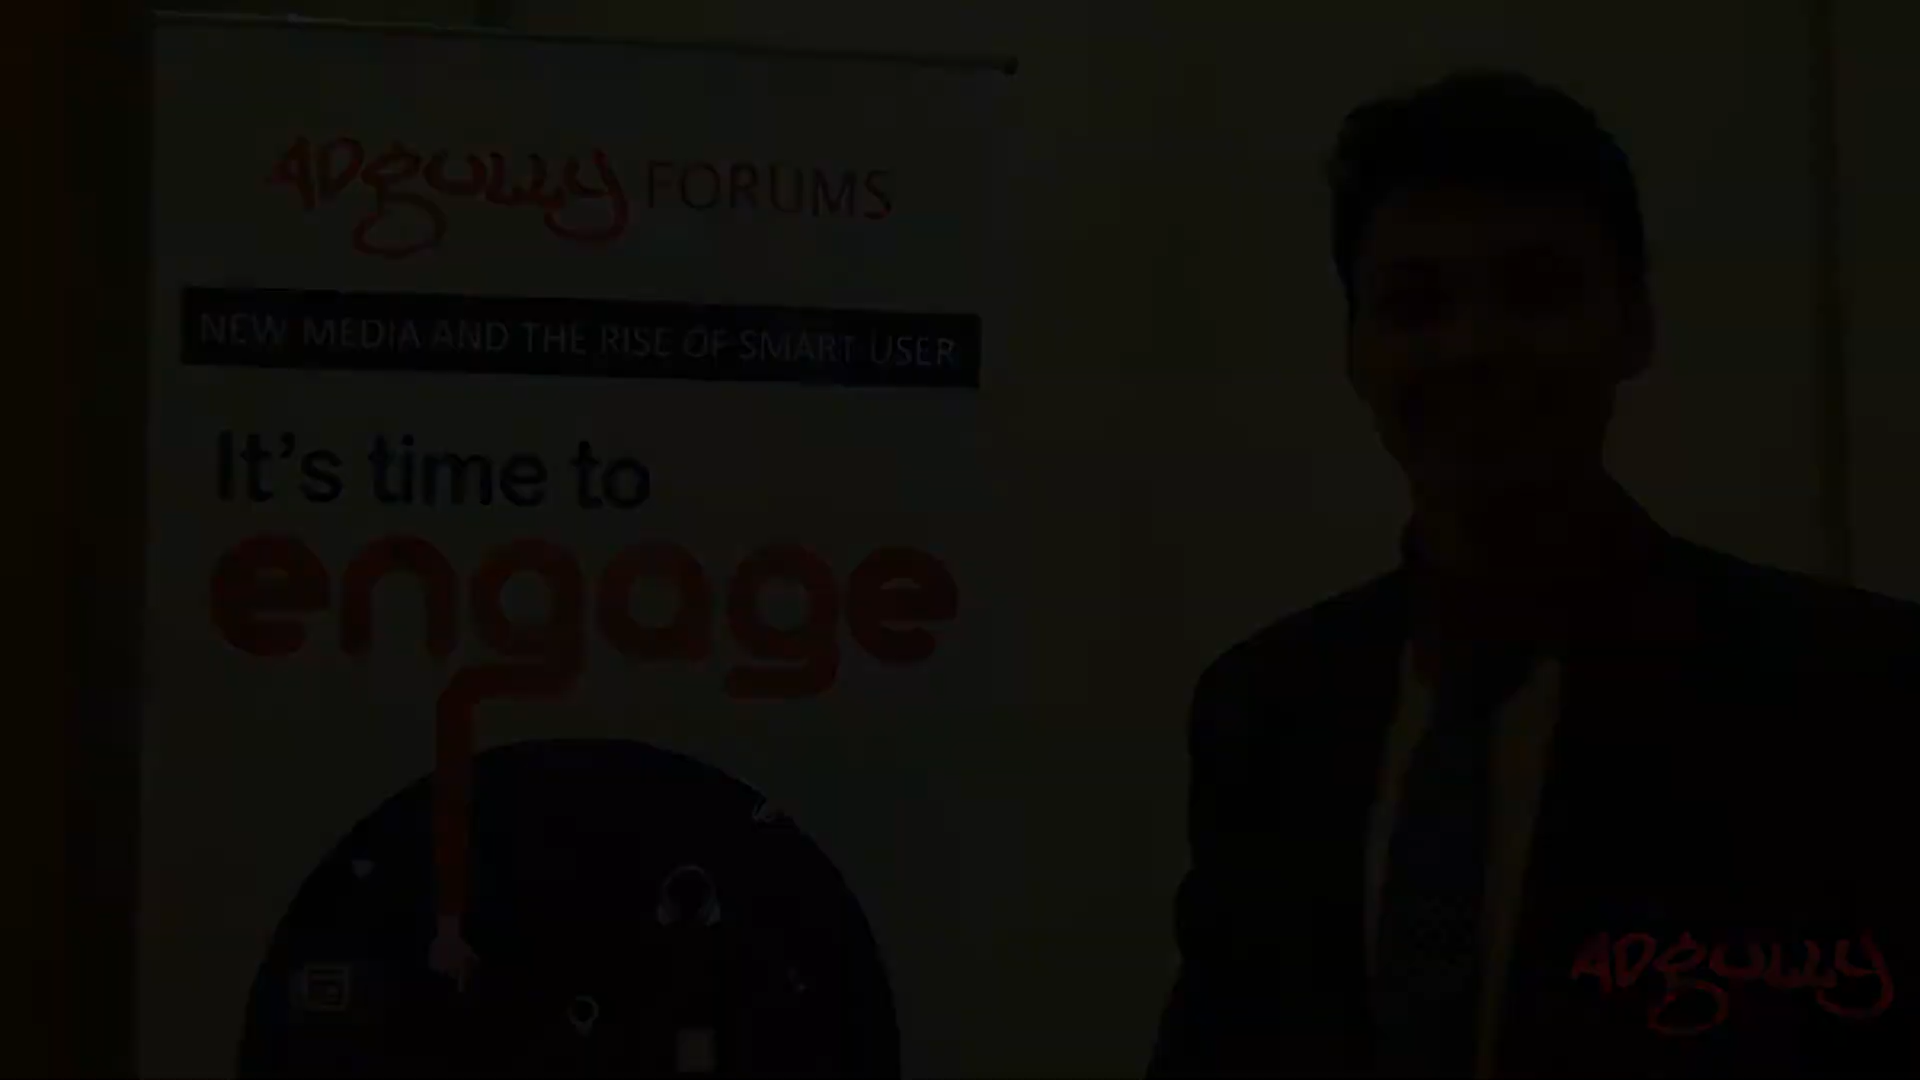 ADGULLY FORUMS
NEW MEDIA AND THE RISE OF SMART USER
It's time to
engage
ADGULLY